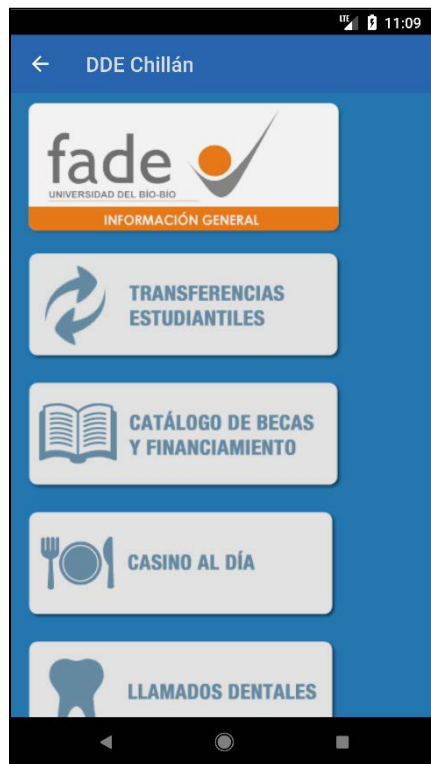 LTE 11:09
DDE Chillán
fade
UNIVERSIDAD DEL BÍO-BÍO
INFORMACIÓN GENERAL
TRANSFERENCIAS
ESTUDIANTILES
CATÁLOGO DE BECAS
Y FINANCIAMIENTO
CASINO AL DÍA
LLAMADOS DENTALES